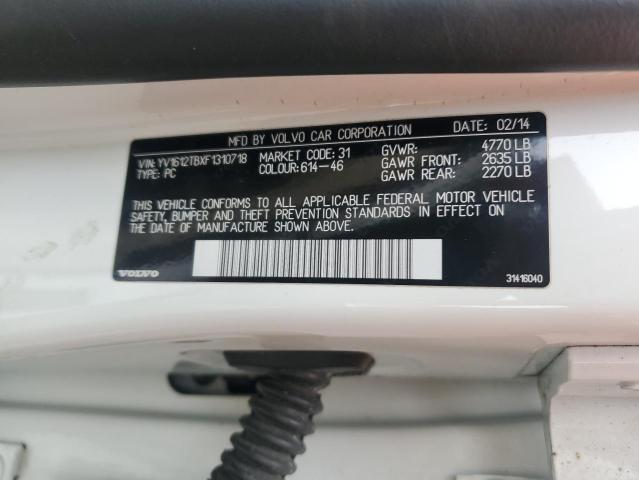 MFD BY VOLVO CAR CORPORATION DATE: 02/14
VIN: YV1612TBXF1310718 MARKET CODE: 31 GVWR: 4770 LB
TYPE: PC COLOUR: 614-46 GAWR FRONT: 2635 LB
GAWR REAR: 2270 LB
THIS VEHICLE CONFORMS TO ALL APPLICABLE FEDERAL MOTOR VEHICLE
SAFETY, BUMPER AND THEFT PREVENTION STANDARDS IN EFFECT ON
THE DATE OF MANUFACTURE SHOWN ABOVE.
VOLVO 31416040